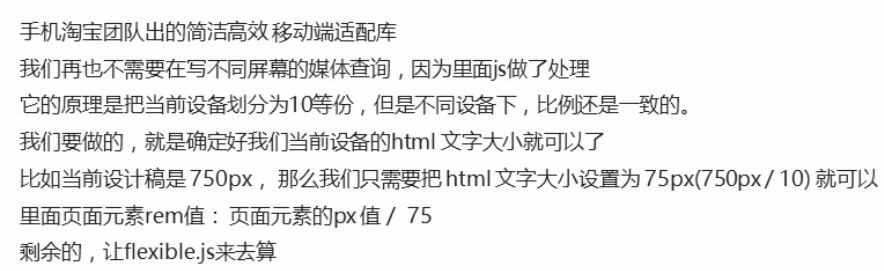 手机淘宝团队出的简洁高效 移动端适配库
我们再也不需要在写不同屏幕的媒体查询，因为里面js做了处理
它的原理是把当前设备划分为10等份，但是不同设备下，比例还是一致的。
我们要做的，就是确定好我们当前设备的html 文字大小就可以了
比如当前设计稿是 750px， 那么我们只需要把 html 文字大小设置为 75px(750px / 10) 就可以
里面页面元素rem值： 页面元素的px 值 / 75
剩余的，让flexible.js来去算